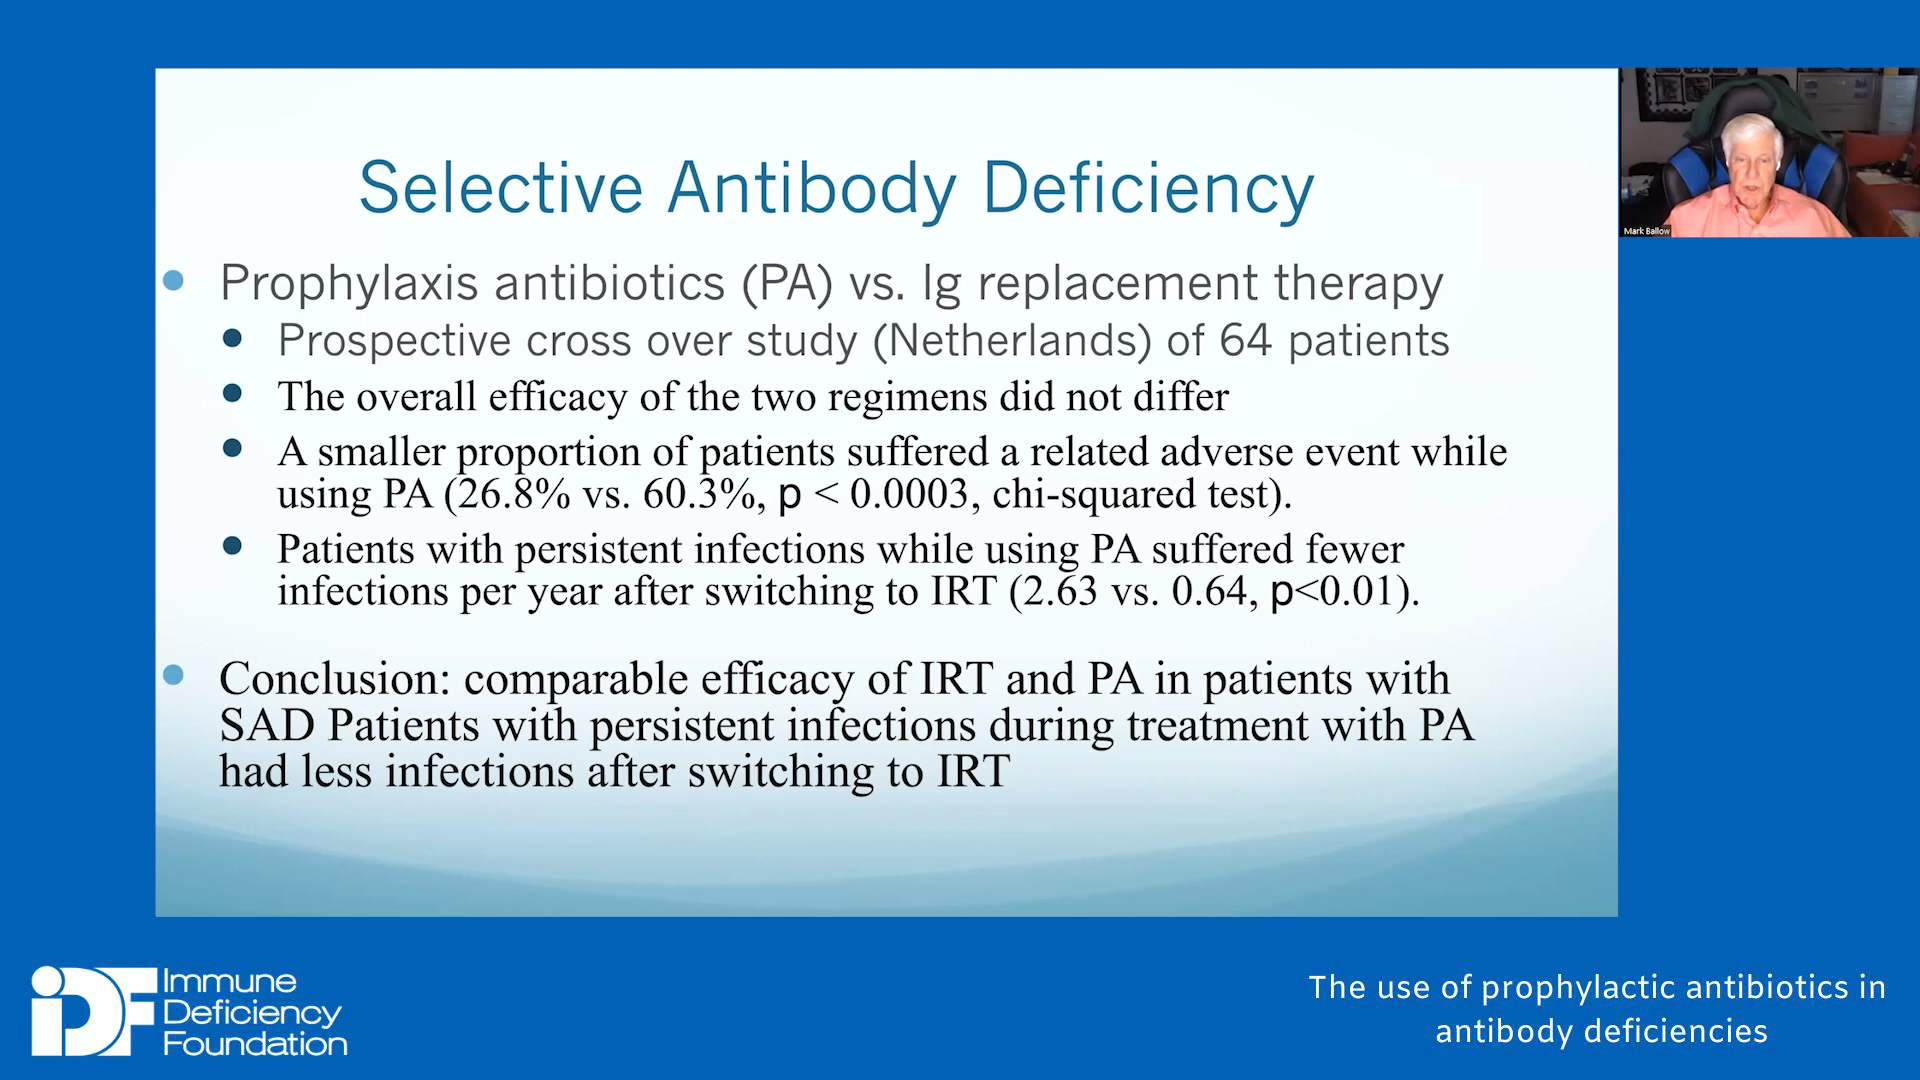 Selective Antibody Deficiency
Mark Ballow
• Prophylaxis antibiotics (PA) vs. Ig replacement therapy
• Prospective cross over study (Netherlands) of 64 patients
• The overall efficacy of the two regimens did not differ
• A smaller proportion of patients suffered a related adverse event while
using PA (26.8% vs. 60.3%, p < 0.0003, chi-squared test).
• Patients with persistent infections while using PA suffered fewer
infections per year after switching to IRT (2.63 vs. 0.64, p<0.01).
• Conclusion: comparable efficacy of IRT and PA in patients with
SAD Patients with persistent infections during treatment with PA
had less infections after switching to IRT
iDF
Immune
Deficiency
Foundation
The use of prophylactic antibiotics in
antibody deficiencies